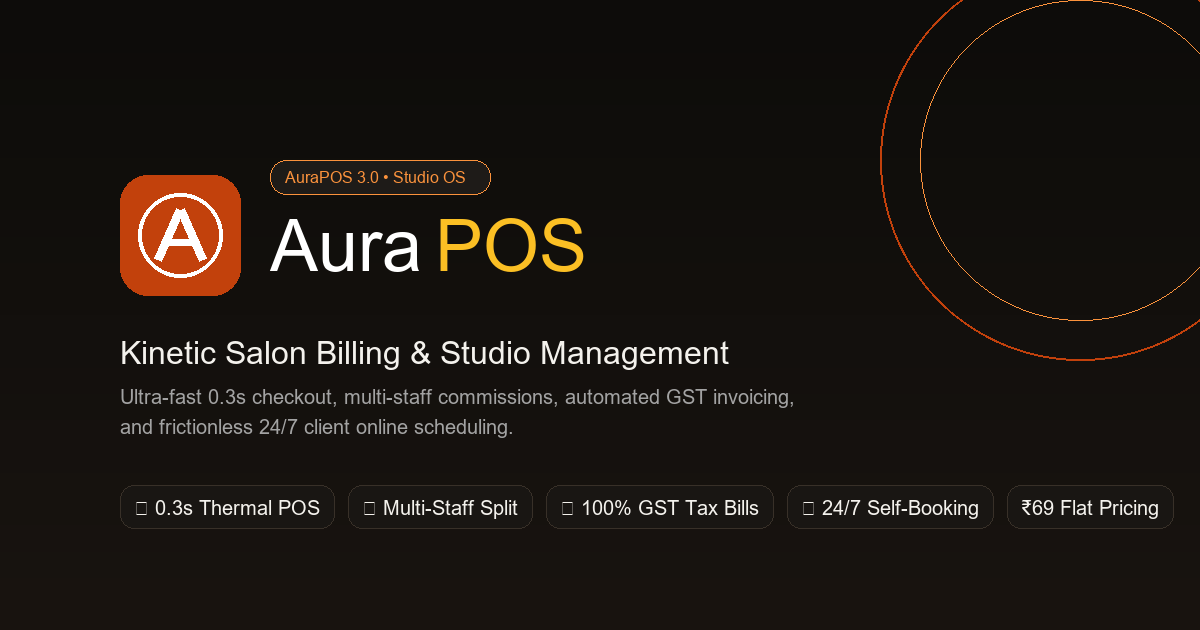 AuraPOS 3.0 • Studio OS
A
Aura POS
Kinetic Salon Billing & Studio Management
Ultra-fast 0.3s checkout, multi-staff commissions, automated GST invoicing,
and frictionless 24/7 client online scheduling.
0.3s Thermal POS
Multi-Staff Split
100% GST Tax Bills
24/7 Self-Booking
₹69 Flat Pricing